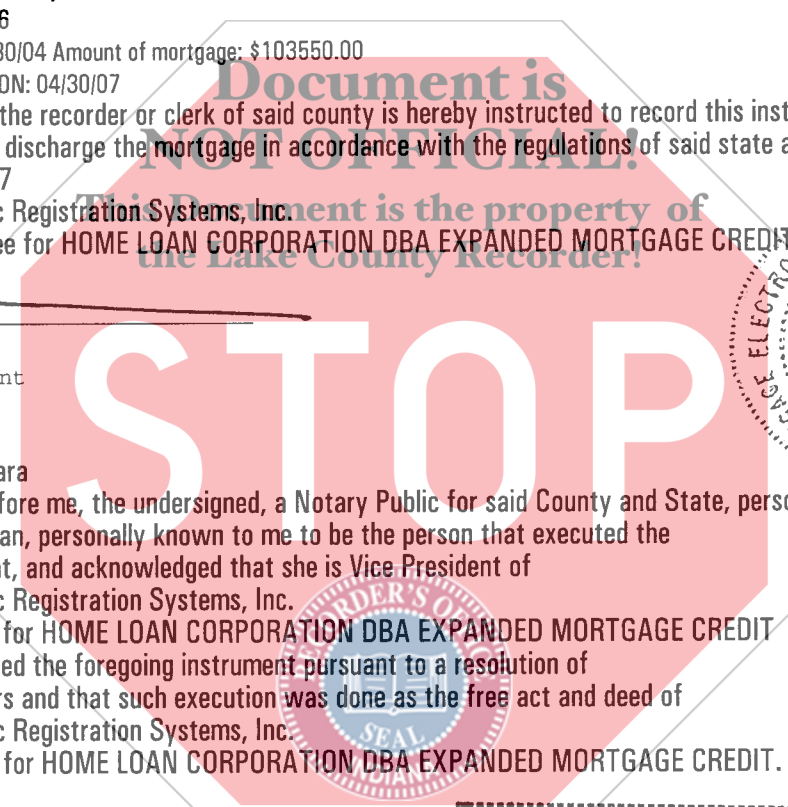 6
30/04 Amount of mortgage: $103550.00
ON: 04/30/07
Document is
the recorder or clerk of said county is hereby instructed to record this inst
NOT OFFICIAL!
discharge the mortgage in accordance with the regulations of said state a
7
This Document is the property of
c Registration Systems, Inc.
ee for HOME LOAN CORPORATION DBA EXPANDED MORTGAGE CREDIT
the Lake County Recorder!
STOP
nt
GAGE ELECTRO
ara
fore me, the undersigned, a Notary Public for said County and State, perso
an, personally known to me to be the person that executed the
t, and acknowledged that she is Vice President of
c Registration Systems, Inc.
for HOME LOAN CORPORATION DBA EXPANDED MORTGAGE CREDIT
ed the foregoing instrument pursuant to a resolution of
rs and that such execution was done as the free act and deed of
c Registration Systems, Inc.
for HOME LOAN CORPORATION DBA EXPANDED MORTGAGE CREDIT.
RECORDER'S OFFICE
SEAL
INDIANA